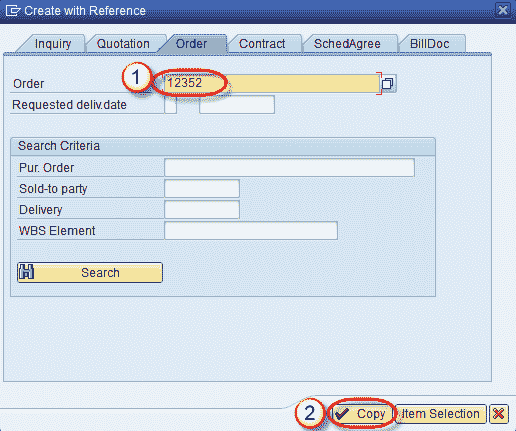 Create with Reference
Inquiry Quotation Order Contract SchedAgree BillDoc
1
Order 12352
Requested deliv.date
Search Criteria
Pur. Order
Sold-to party
Delivery
WBS Element
Search
2 Copy Item Selection